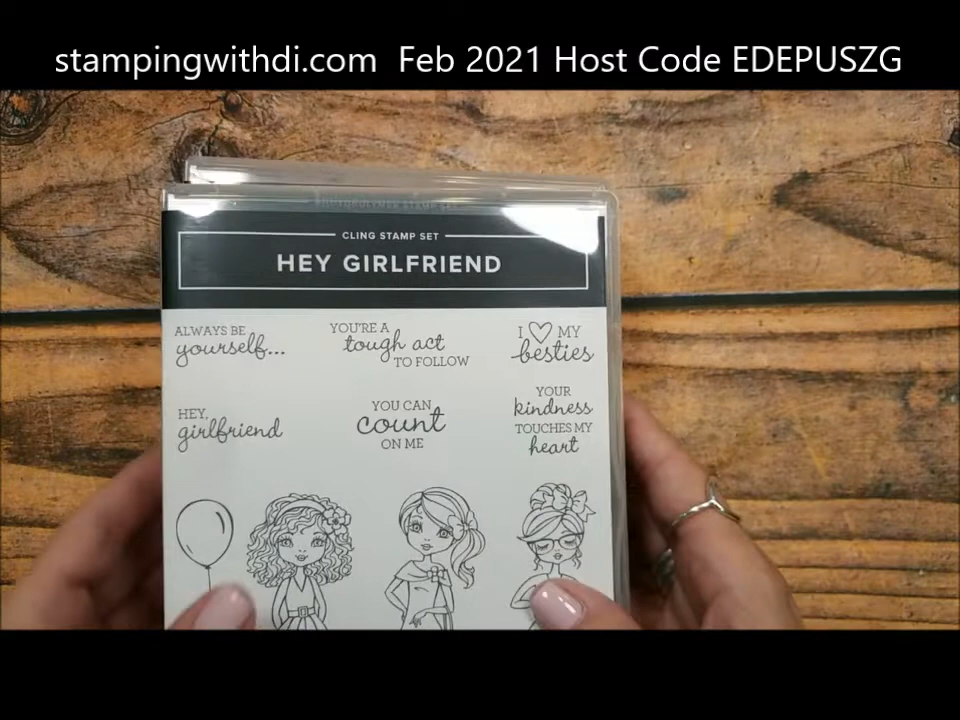 stampingwithdi.com Feb 2021 Host Code EDEPUSZG
CLING STAMP SET
HEY GIRLFRIEND
ALWAYS BE
yourself...
YOU'RE A
tough act
TO FOLLOW
I MY
besties
HEY,
girlfriend
YOU CAN
count
ON ME
YOUR
kindness
TOUCHES MY
heart